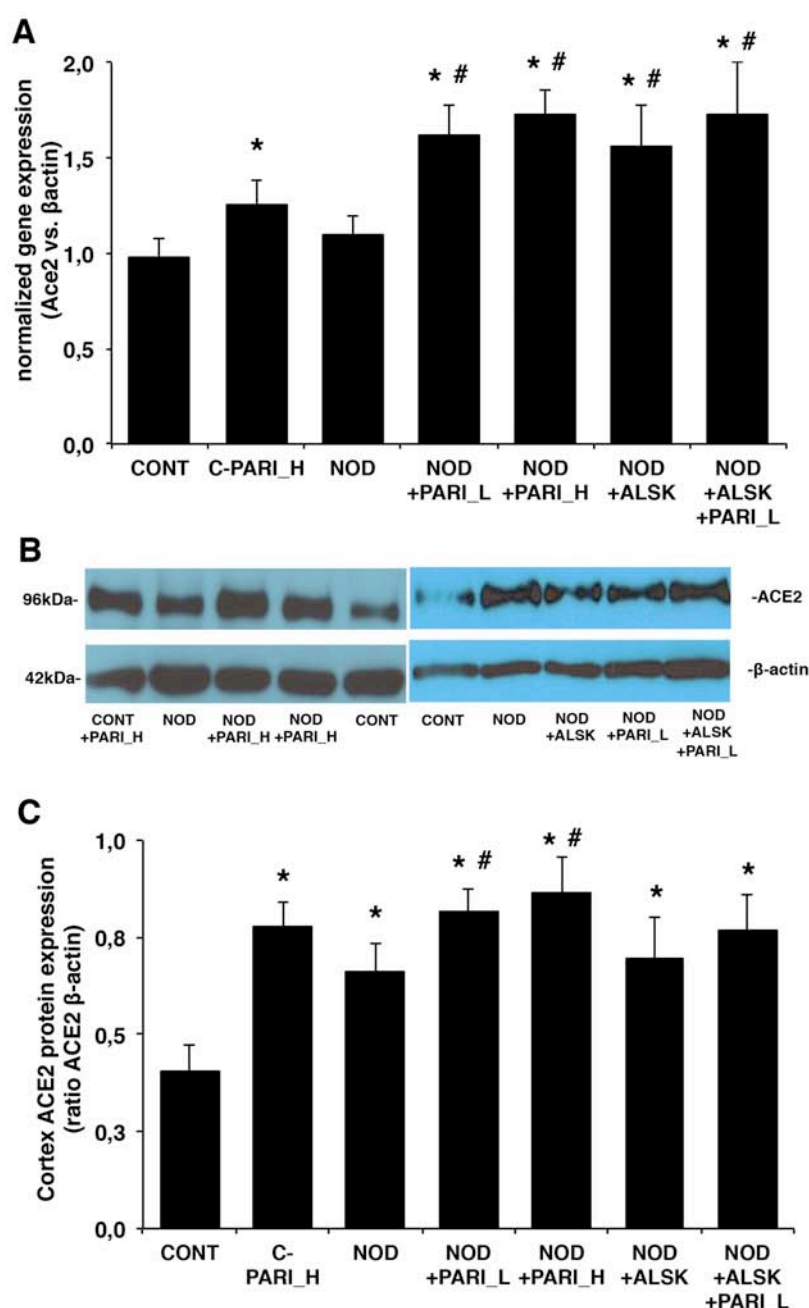 A
normalized gene expression
(Ace2 vs. βactin)
2,0
1,5
1,0
0,5
0,0
*
* #
* #
* #
* #
CONT
C-PARI_H
NOD
NOD
+PARI_L
NOD
+PARI_H
NOD
+ALSK
NOD
+ALSK
+PARI_L
B
96kDa-
-ACE2
42kDa-
-β-actin
CONT
+PARI_H
NOD
NOD
+PARI_H
NOD
+PARI_H
CONT
CONT
NOD
NOD
+ALSK
NOD
+PARI_L
NOD
+ALSK
+PARI_L
C
Cortex ACE2 protein expression
(ratio ACE2 β-actin)
1,0
0,8
0,5
0,3
0,0
*
*
* #
* #
*
*
CONT
C-
PARI_H
NOD
NOD
+PARI_L
NOD
+PARI_H
NOD
+ALSK
NOD
+ALSK
+PARI_L